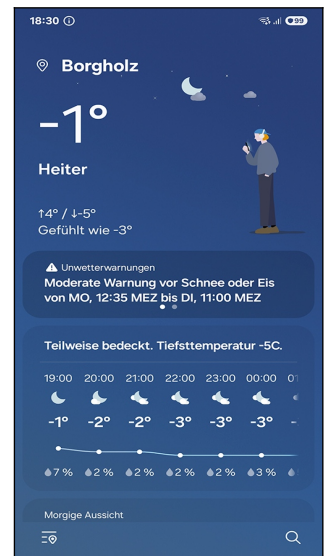 18:30
99
Borgholz
-1°
Heiter
↑4° / ↓-5°
Gefühlt wie -3°
Unwetterwarnungen
Moderate Warnung vor Schnee oder Eis
von MO, 12:35 MEZ bis DI, 11:00 MEZ
Teilweise bedeckt. Tiefsttemperatur -5C.
19:00 20:00 21:00 22:00 23:00 00:00
-1° -2° -2° -3° -3° -3°
7 % 2 % 2 % 2 % 2 % 3 %
Morgige Aussicht